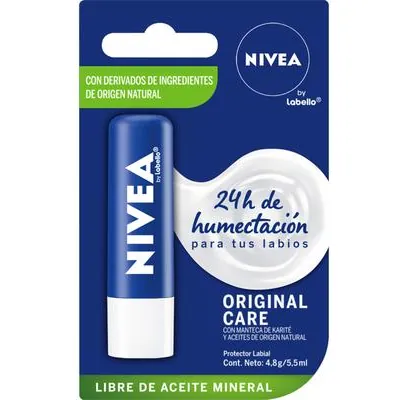 NIVEA
by Labello®
CON DERIVADOS DE INGREDIENTES
DE ORIGEN NATURAL
NIVEA
by Labello®
24h de
humectación
para tus labios
ORIGINAL
CARE
CON MANTECA DE KARITÉ
Y ACEITES DE ORIGEN NATURAL
Protector Labial
Cont. Neto: 4,8g/5,5ml
LIBRE DE ACEITE MINERAL